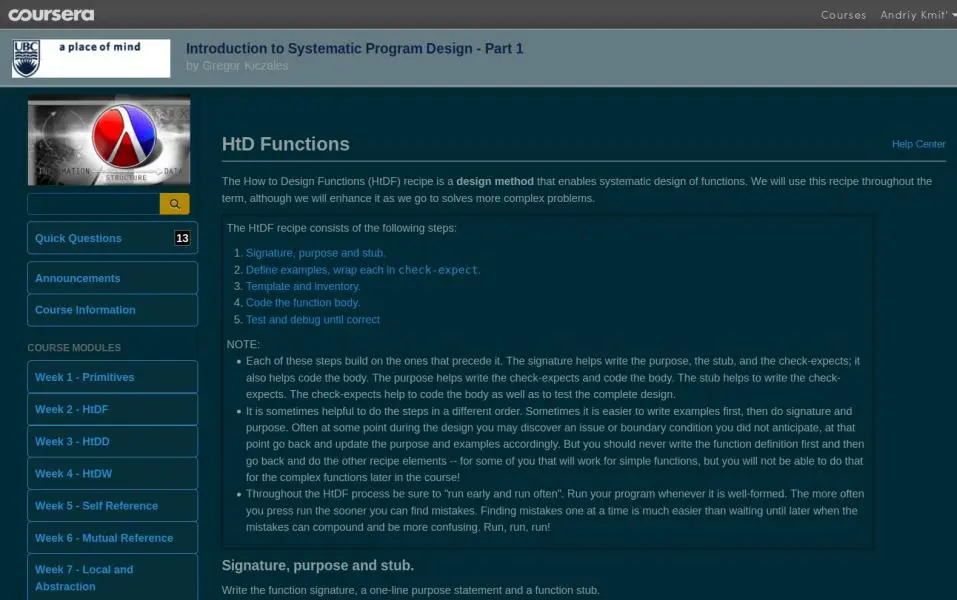 coursera
Courses Andriy Kmit'
UBC a place of mind
Introduction to Systematic Program Design - Part 1
by Gregor Kiczales
INFORMATION DATA
STRUCTURE
HtD Functions
Help Center
The How to Design Functions (HtDF) recipe is a design method that enables systematic design of functions. We will use this recipe throughout the
term, although we will enhance it as we go to solves more complex problems.
The HtDF recipe consists of the following steps:
1. Signature, purpose and stub.
2. Define examples, wrap each in check-expect.
3. Template and inventory.
4. Code the function body.
5. Test and debug until correct
NOTE:
• Each of these steps build on the ones that precede it. The signature helps write the purpose, the stub, and the check-expects; it
also helps code the body. The purpose helps write the check-expects and code the body. The stub helps to write the check-
expects. The check-expects help to code the body as well as to test the complete design.
• It is sometimes helpful to do the steps in a different order. Sometimes it is easier to write examples first, then do signature and
purpose. Often at some point during the design you may discover an issue or boundary condition you did not anticipate, at that
point go back and update the purpose and examples accordingly. But you should never write the function definition first and then
go back and do the other recipe elements -- for some of you that will work for simple functions, but you will not be able to do that
for the complex functions later in the course!
• Throughout the HtDF process be sure to "run early and run often". Run your program whenever it is well-formed. The more often
you press run the sooner you can find mistakes. Finding mistakes one at a time is much easier than waiting until later when the
mistakes can compound and be more confusing. Run, run, run!
Signature, purpose and stub.
Write the function signature, a one-line purpose statement and a function stub.
Quick Questions 13
Announcements
Course Information
COURSE MODULES
Week 1 - Primitives
Week 2 - HtDF
Week 3 - HtDD
Week 4 - HtDW
Week 5 - Self Reference
Week 6 - Mutual Reference
Week 7 - Local and
Abstraction